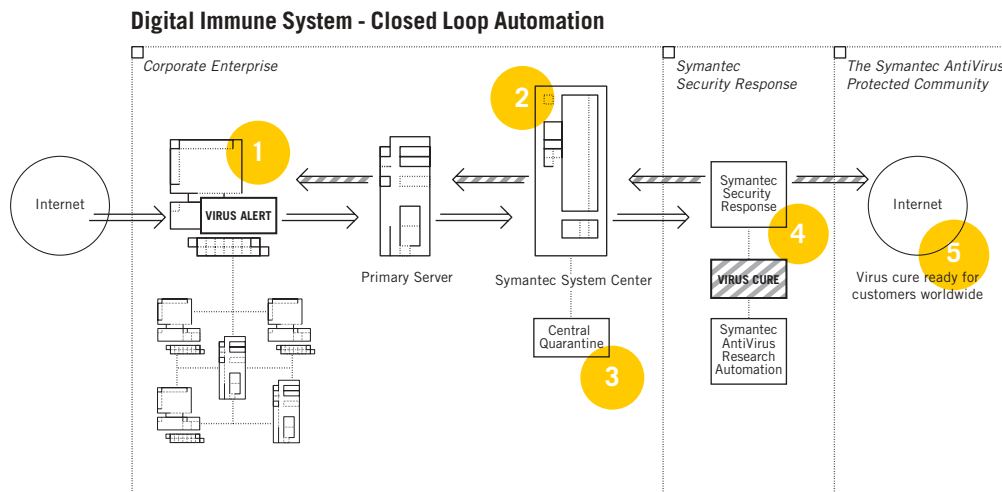 Digital Immune System - Closed Loop Automation
Corporate Enterprise
Symantec
Security Response
The Symantec AntiVirus
Protected Community
1
2
Internet
VIRUS ALERT
Primary Server
Symantec System Center
Symantec
Security
Response
4
Internet
5
Virus cure ready for
customers worldwide
VIRUS CURE
Central
Quarantine
3
Symantec
AntiVirus
Research
Automation